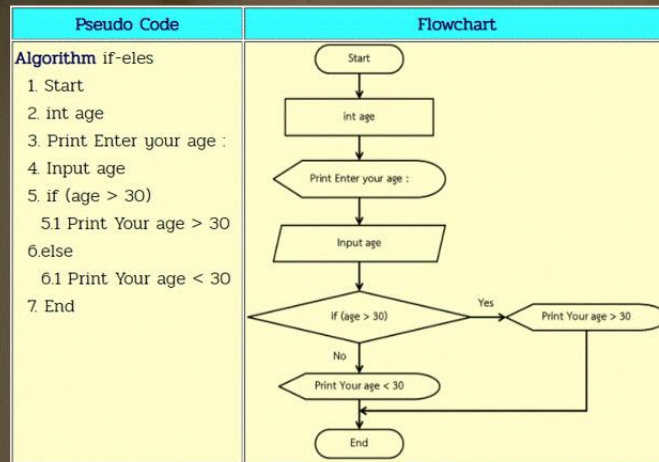 Pseudo Code
Algorithm if-eles
1. Start
2. int age
3. Print Enter your age :
4. Input age
5. if (age > 30)
5.1 Print Your age > 30
6.else
6.1 Print Your age < 30
7. End
Flowchart
Start
int age
Print Enter your age :
Input age
if (age > 30)
Yes
Print Your age > 30
No
Print Your age < 30
End